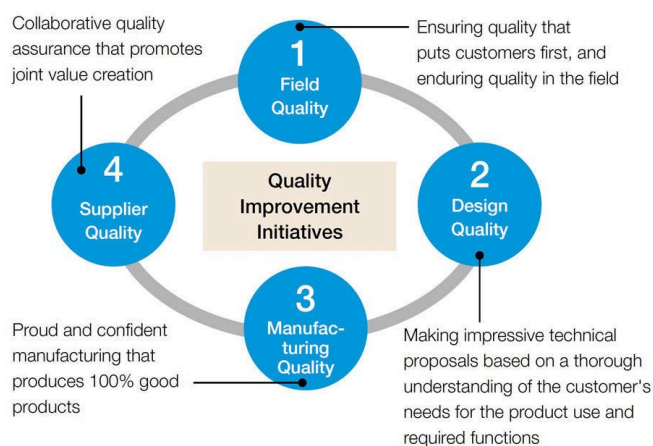 Collaborative quality
assurance that promotes
joint value creation
1
Field
Quality
Ensuring quality that
puts customers first, and
enduring quality in the field
4
Supplier
Quality
Quality
Improvement
Initiatives
2
Design
Quality
3
Manufac-
turing
Quality
Proud and confident
manufacturing that
produces 100% good
products
Making impressive technical
proposals based on a thorough
understanding of the customer's
needs for the product use and
required functions